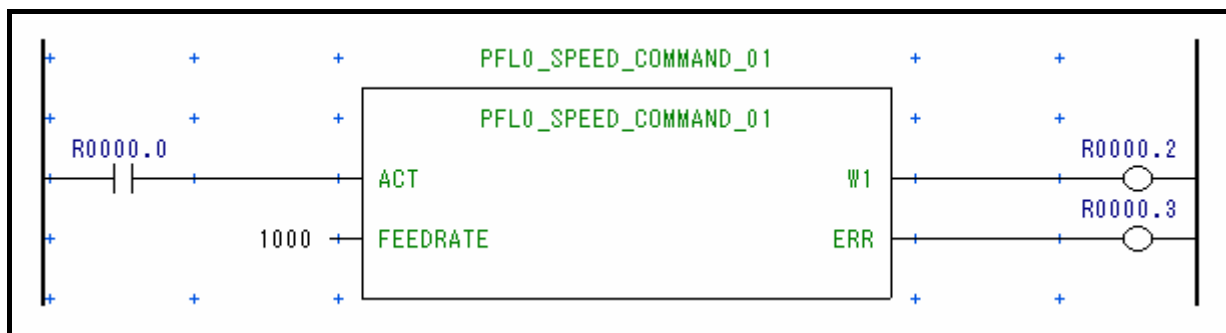 PFL0_SPEED_COMMAND_01
PFL0_SPEED_COMMAND_01
R0000.0
R0000.2
ACT
W1
R0000.3
1000
FEEDRATE
ERR